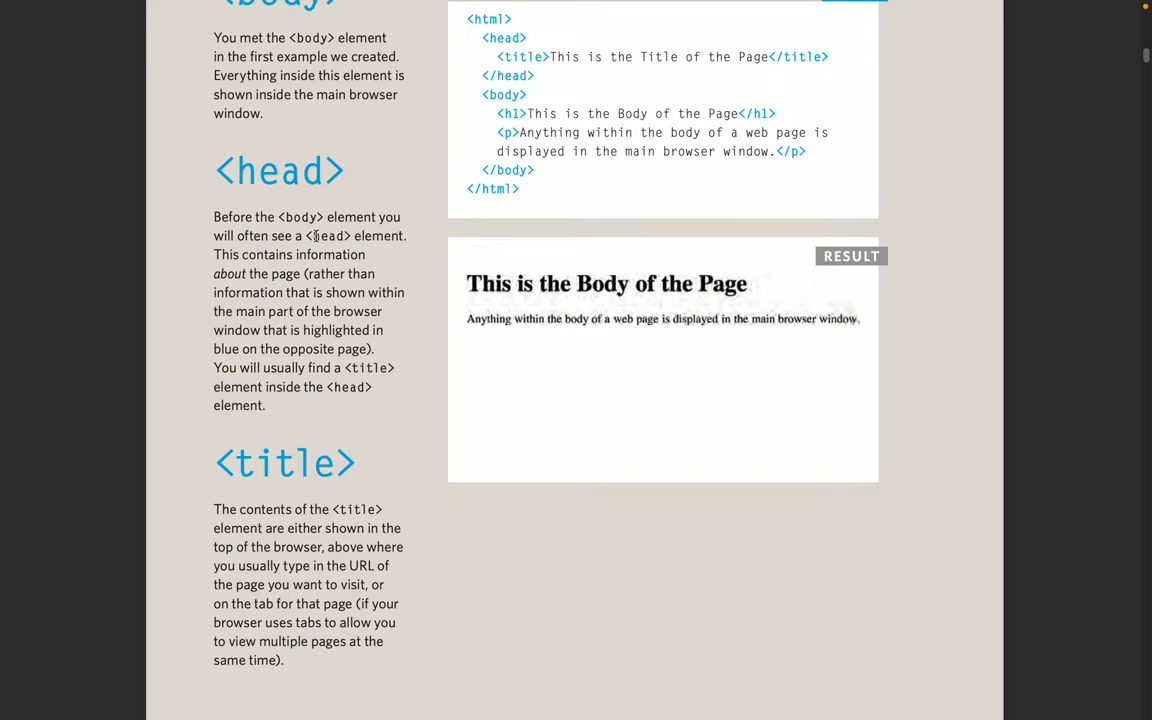 <body>
You met the <body> element
in the first example we created.
Everything inside this element is
shown inside the main browser
window.
<head>
Before the <body> element you
will often see a <head> element.
This contains information
about the page (rather than
information that is shown within
the main part of the browser
window that is highlighted in
blue on the opposite page).
You will usually find a <title>
element inside the <head>
element.
<title>
The contents of the <title>
element are either shown in the
top of the browser, above where
you usually type in the URL of
the page you want to visit, or
on the tab for that page (if your
browser uses tabs to allow you
to view multiple pages at the
same time).
<html>
<head>
<title>This is the Title of the Page</title>
</head>
<body>
<h1>This is the Body of the Page</h1>
<p>Anything within the body of a web page is
displayed in the main browser window.</p>
</body>
</html>
RESULT
This is the Body of the Page
Anything within the body of a web page is displayed in the main browser window.